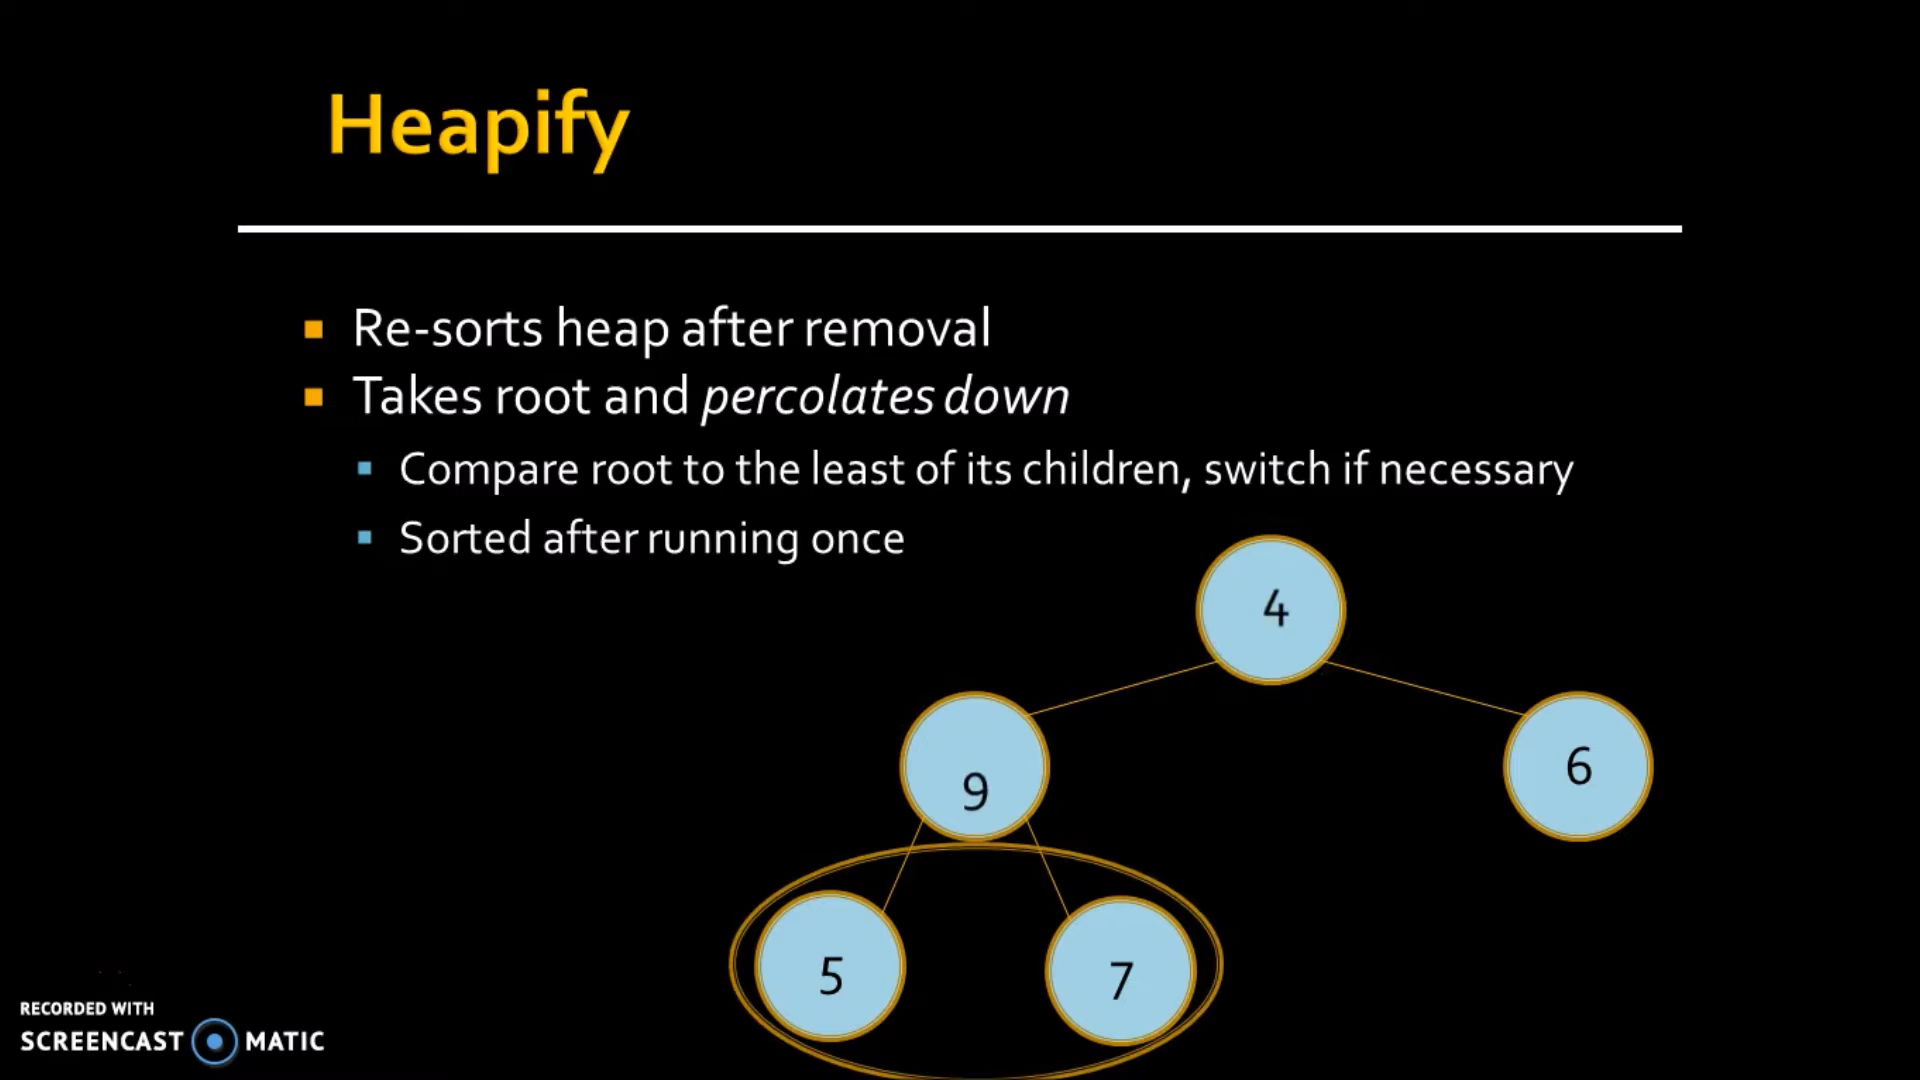 Heapify
Re-sorts heap after removal
Takes root and percolates down
Compare root to the least of its children, switch if necessary
Sorted after running once
4
9
6
5
7
RECORDED WITH
SCREENCAST MATIC